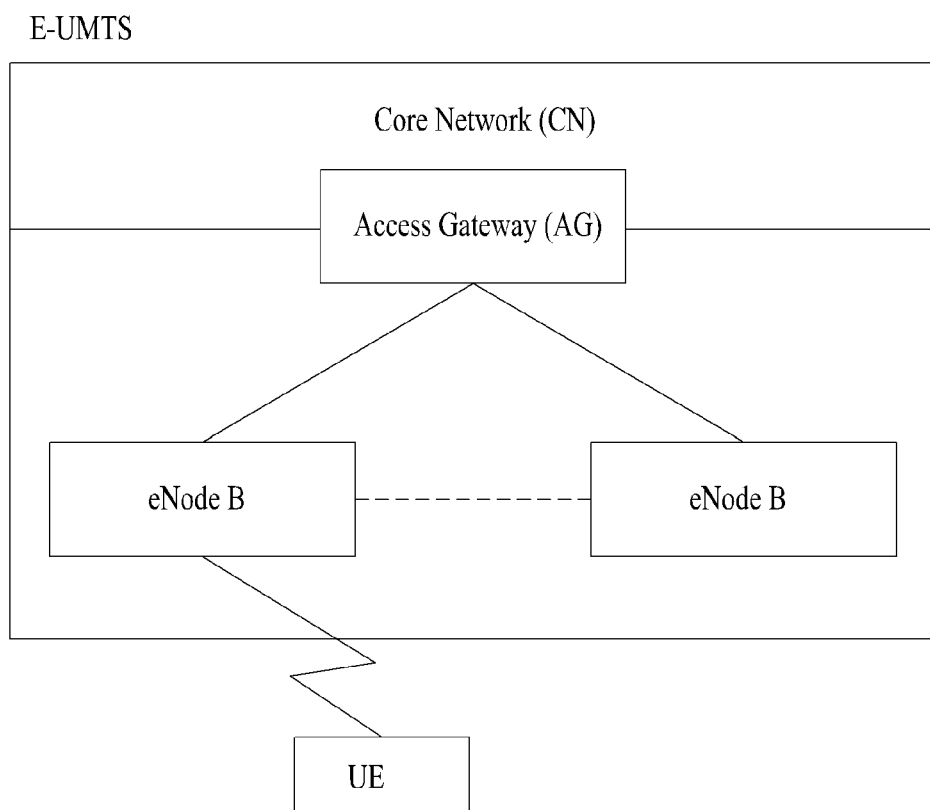 E-UMTS
Core Network (CN)
Access Gateway (AG)
eNode B
eNode B
UE